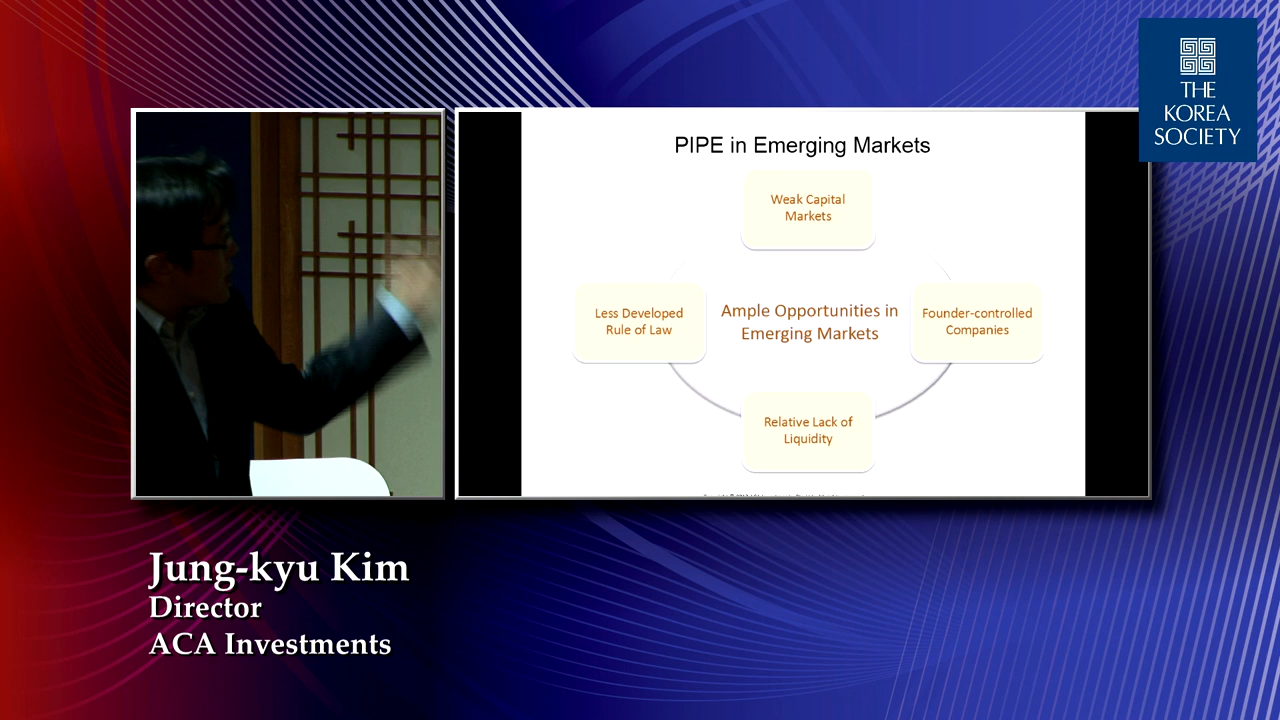 THE
KOREA
SOCIETY
PIPE in Emerging Markets
Weak Capital
Markets
Less Developed
Rule of Law
Ample Opportunities in
Emerging Markets
Founder-controlled
Companies
Relative Lack of
Liquidity
Jung-kyu Kim
Director
ACA Investments